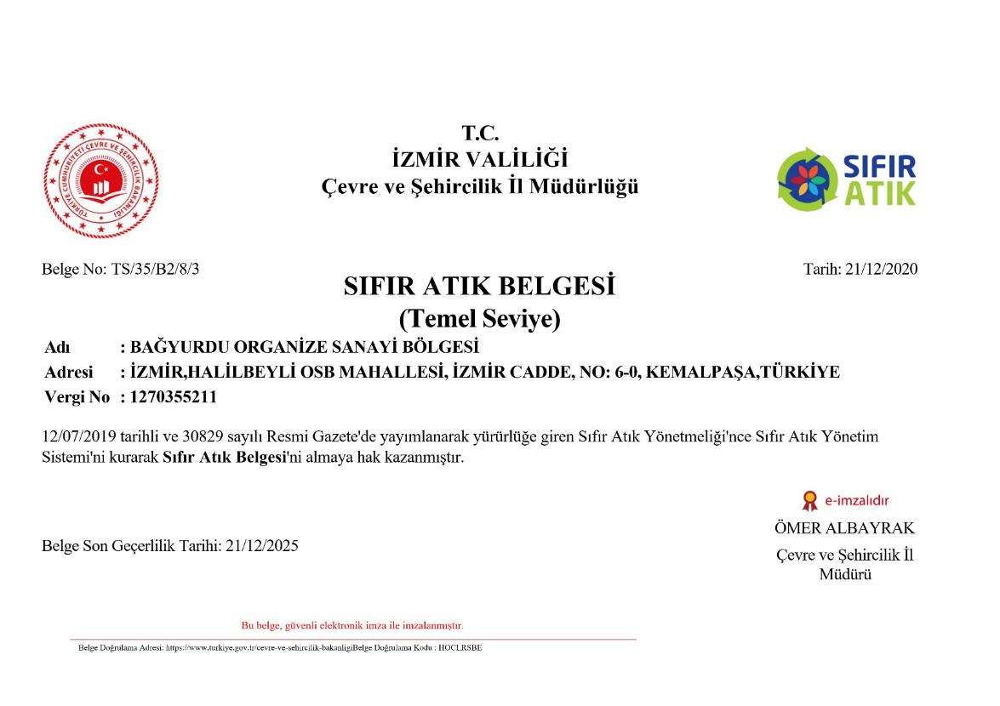 T.C.
İZMİR VALİLİĞİ
Çevre ve Şehircilik İl Müdürlüğü
TÜRKİYE CUMHURİYETİ ÇEVRE VE ŞEHİRCİLİK BAKANLIĞI
TÜRKİYE
SIFIR
ATIK
Belge No: TS/35/B2/8/3
Tarih: 21/12/2020
SIFIR ATIK BELGESİ
(Temel Seviye)
Adı : BAĞYURDU ORGANİZE SANAYİ BÖLGESİ
Adresi : İZMİR,HALİLBEYLİ OSB MAHALLESİ, İZMİR CADDE, NO: 6-0, KEMALPAŞA,TÜRKİYE
Vergi No : 1270355211
12/07/2019 tarihli ve 30829 sayılı Resmi Gazete'de yayımlanarak yürürlüğe giren Sıfır Atık Yönetmeliği'nce Sıfır Atık Yönetim
Sistemi'ni kurarak Sıfır Atık Belgesi'ni almaya hak kazanmıştır.
e-imzalıdır
ÖMER ALBAYRAK
Belge Son Geçerlilik Tarihi: 21/12/2025
Çevre ve Şehircilik İl
Müdürü
Bu belge, güvenli elektronik imza ile imzalanmıştır.
Belge Doğrulama Adresi: https://www.turkiye.gov.tr/cevre-ve-sehircilik-bakanligiBelge Doğrulama Kodu : HOCLRSBE